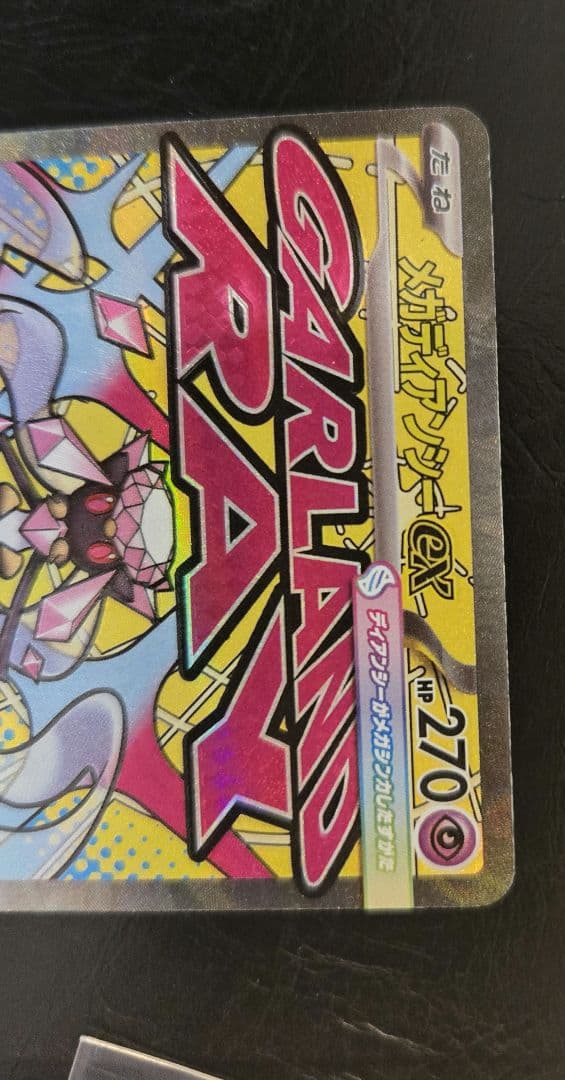 たね
メガディアンシーex
HP 270
ディアンシーがメガシンカしたすがた
GARLAND
RAY